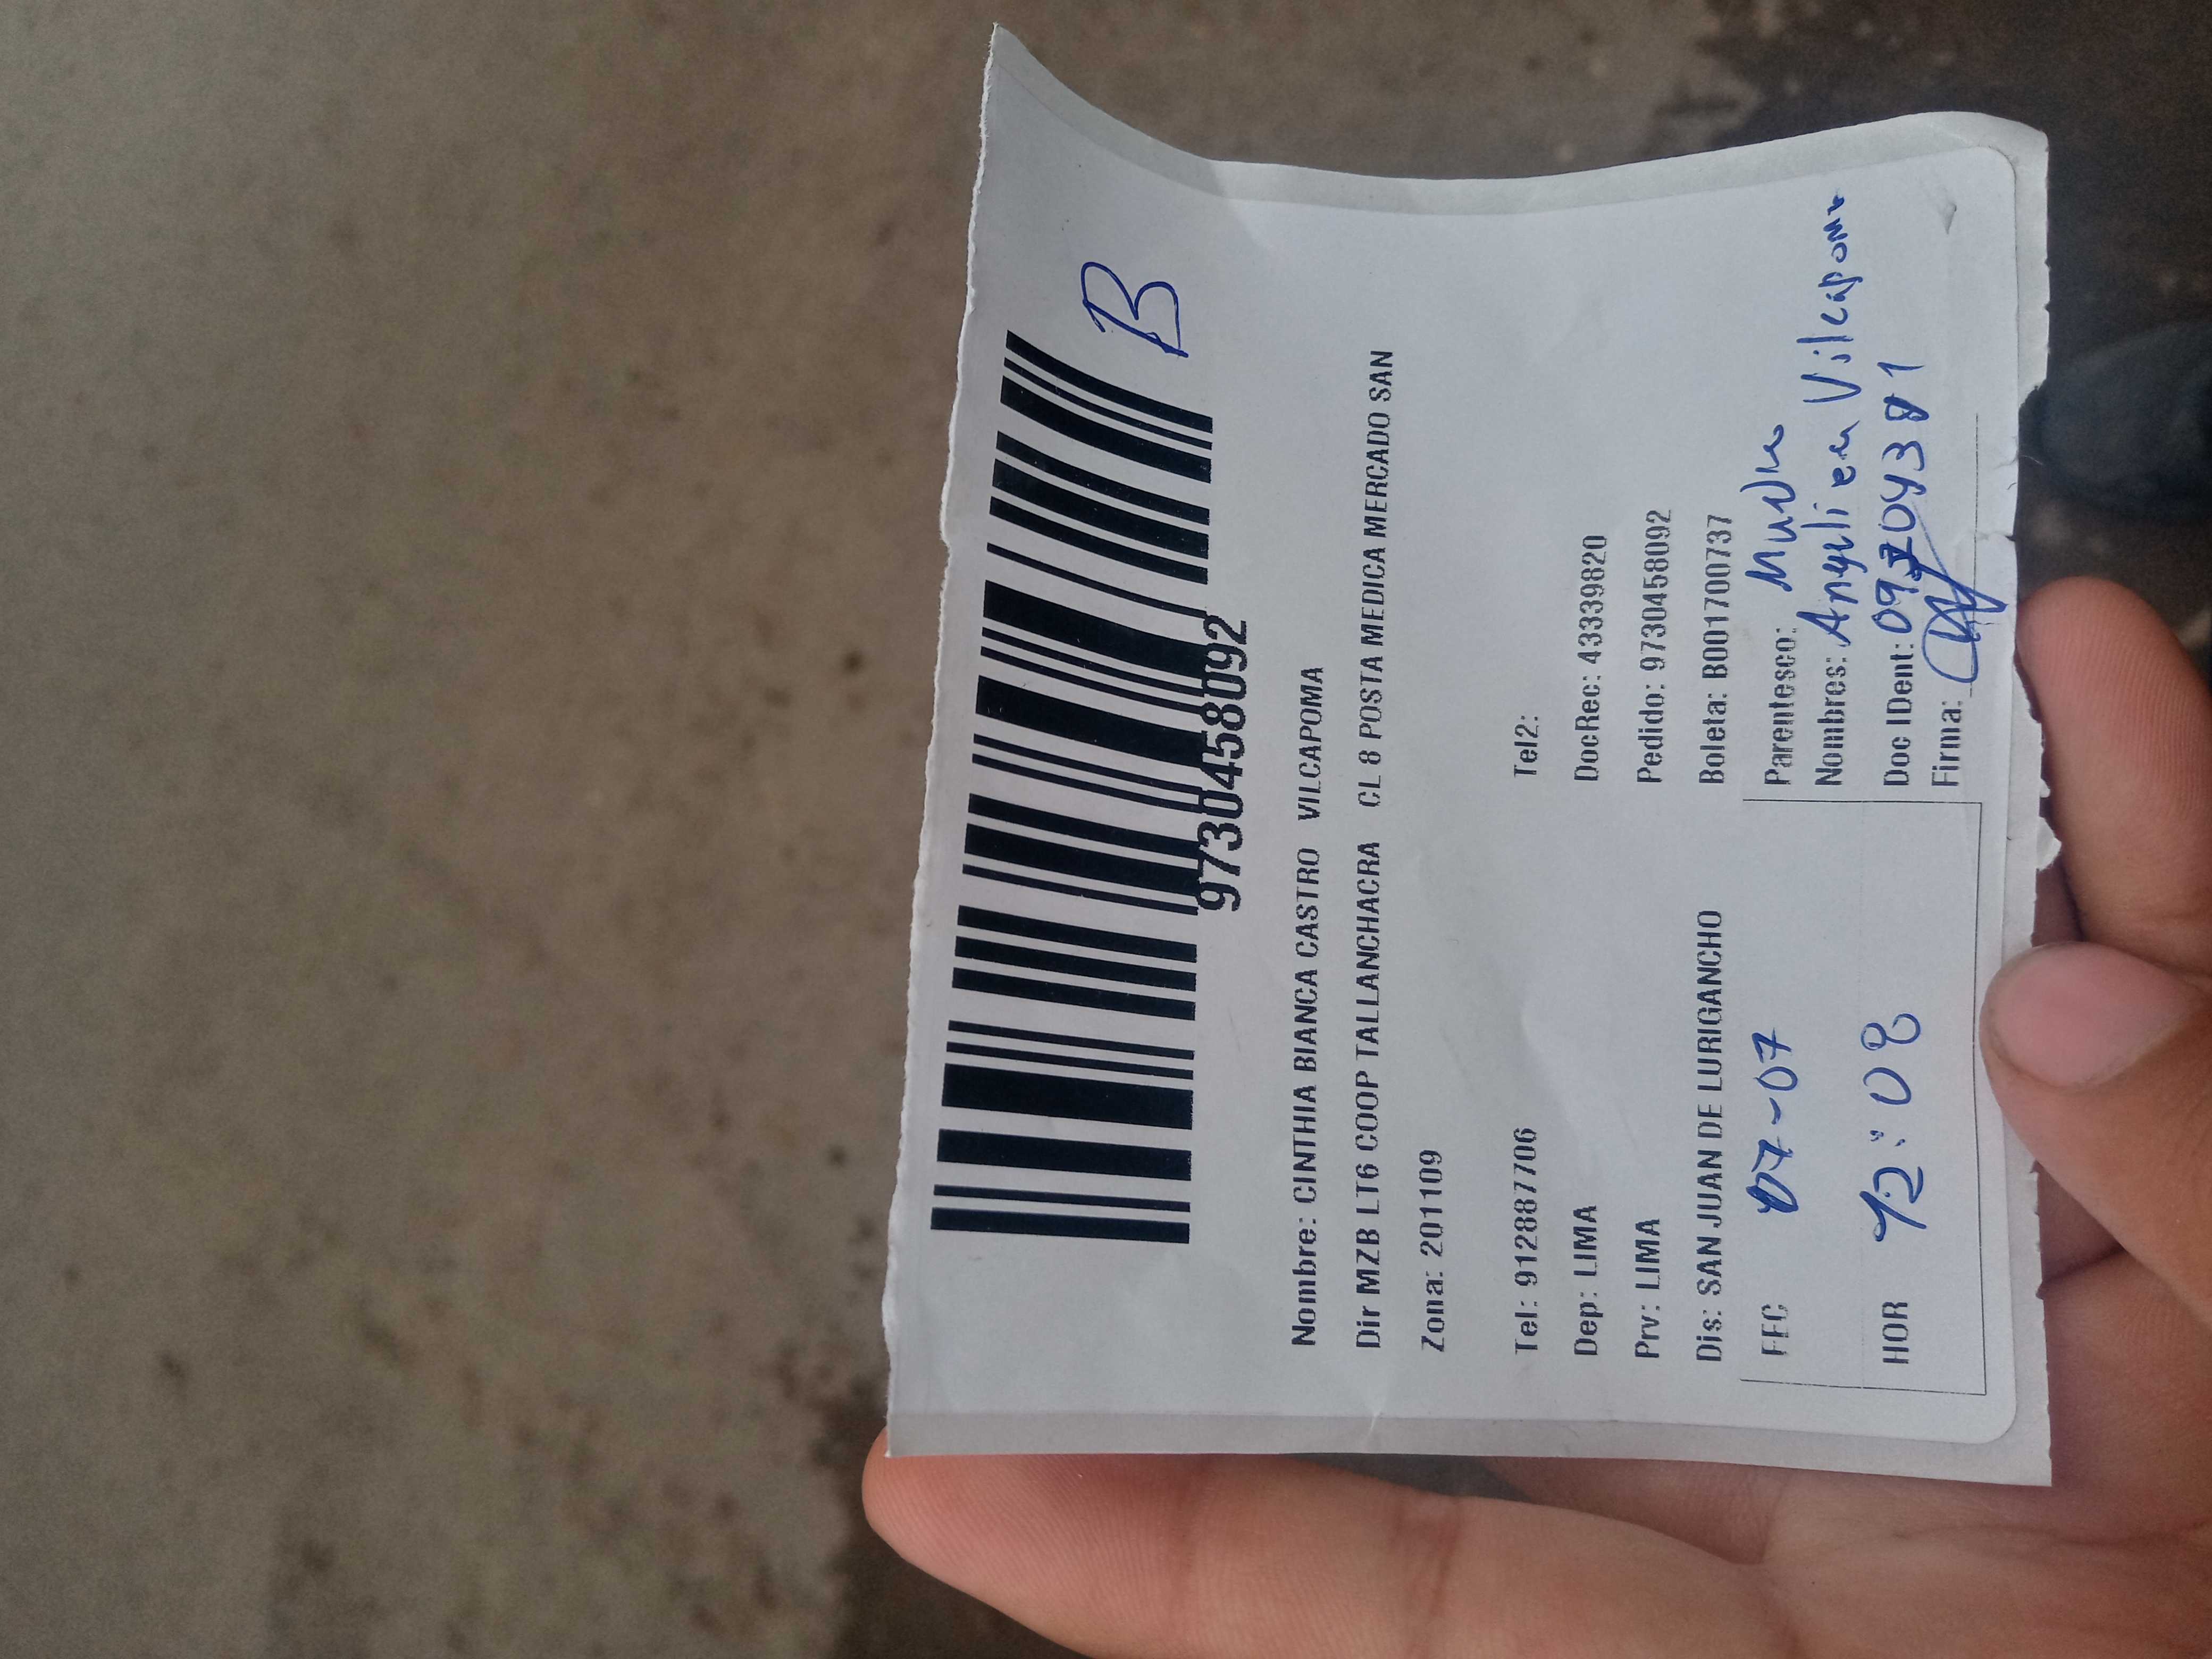 B
9730458092
Nombre: CINTHIA BIANCA CASTRO VILCAPOMA
Dir MZB LT6 COOP TALLANCHACRA CL 8 POSTA MEDICA MERCADO SAN
Zona: 201109
Tel: 912887706 Tel2:
Dep: LIMA DocRec: 43339820
Prv: LIMA Pedido: 9730458092
Dis: SAN JUAN DE LURIGANCHO Boleta: B001700737
FEC 07-07 Parentesco:
Nombres: Vilcapoma
HOR 12:08 Doc IDent:
Firma: